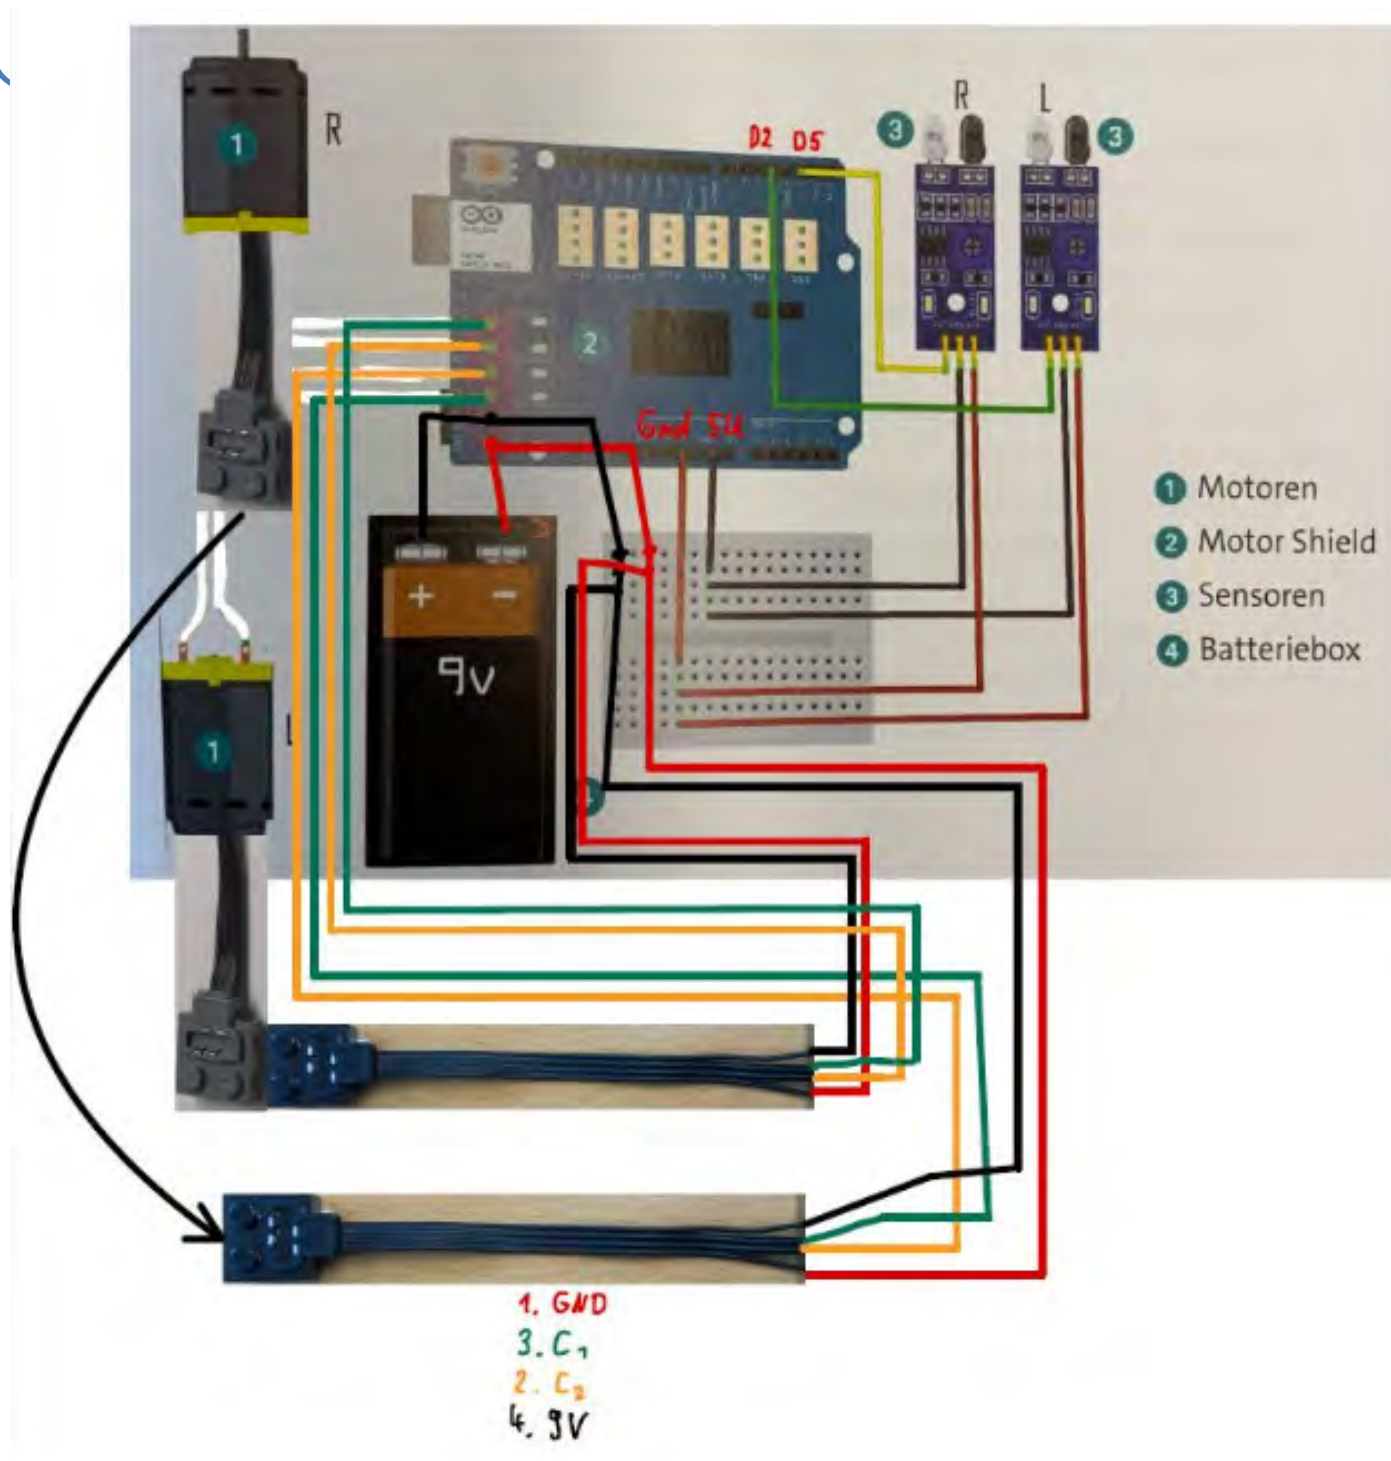 R
1
D2 D5
R
L
3
3
2
Gnd 5V
1 Motoren
2 Motor Shield
3 Sensoren
4 Batteriebox
+
-
9v
1
L
4
1. GND
3. C1
2. C2
4. 9V